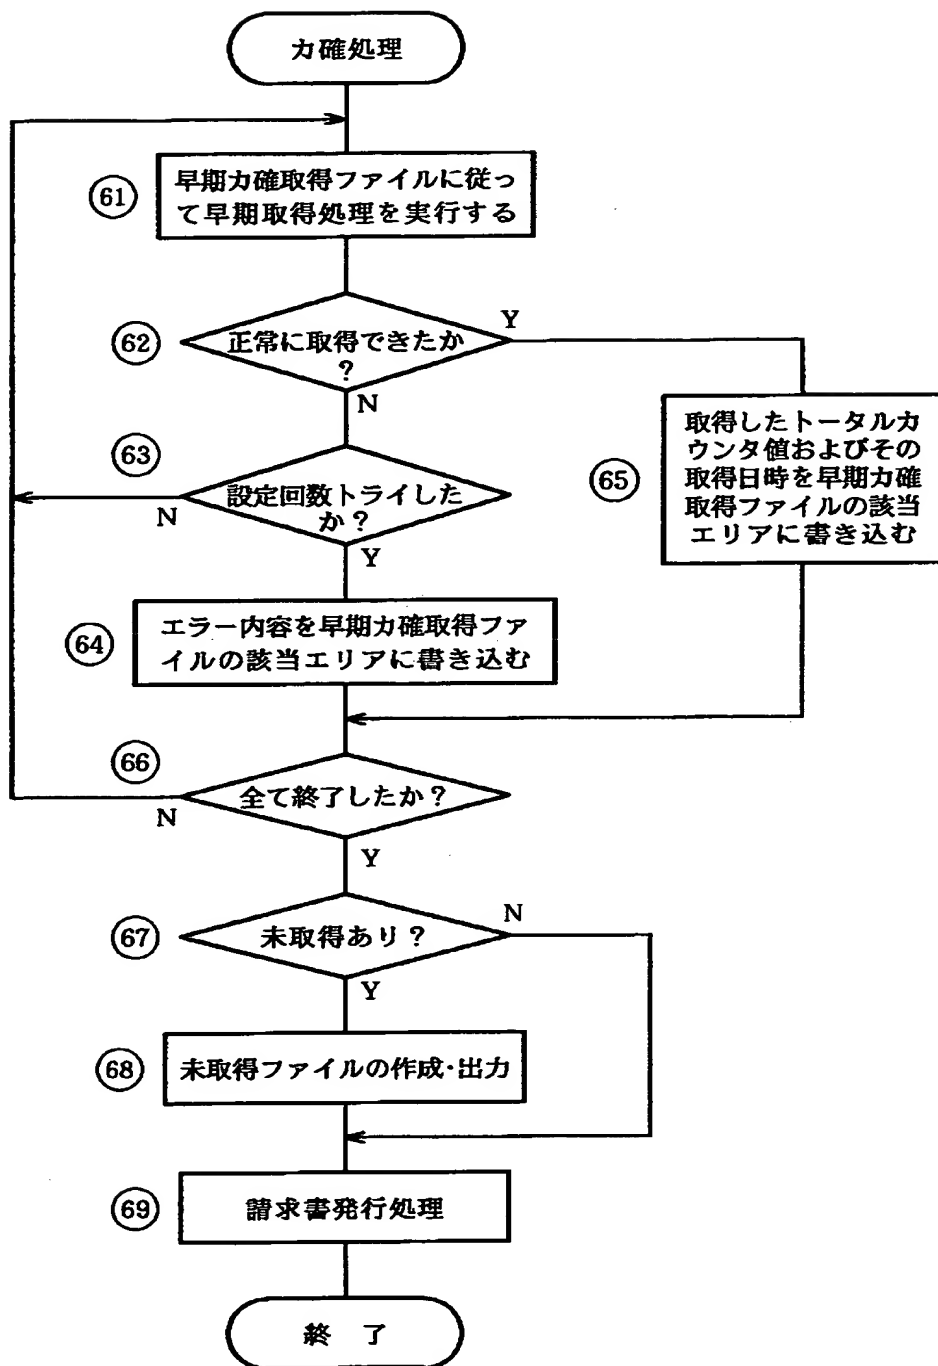 カ確処理
61
早期カ確取得ファイルに従っ
て早期取得処理を実行する
62
正常に取得できたか
?
Y
N
63
設定回数トライした
か?
N
Y
65
取得したトータルカ
ウンタ値およびその
取得日時を早期カ確
取得ファイルの該当
エリアに書き込む
64
エラー内容を早期カ確取得ファ
イルの該当エリアに書き込む
66
全て終了したか?
N
Y
67
未取得あり?
N
Y
68
未取得ファイルの作成・出力
69
請求書発行処理
終 了